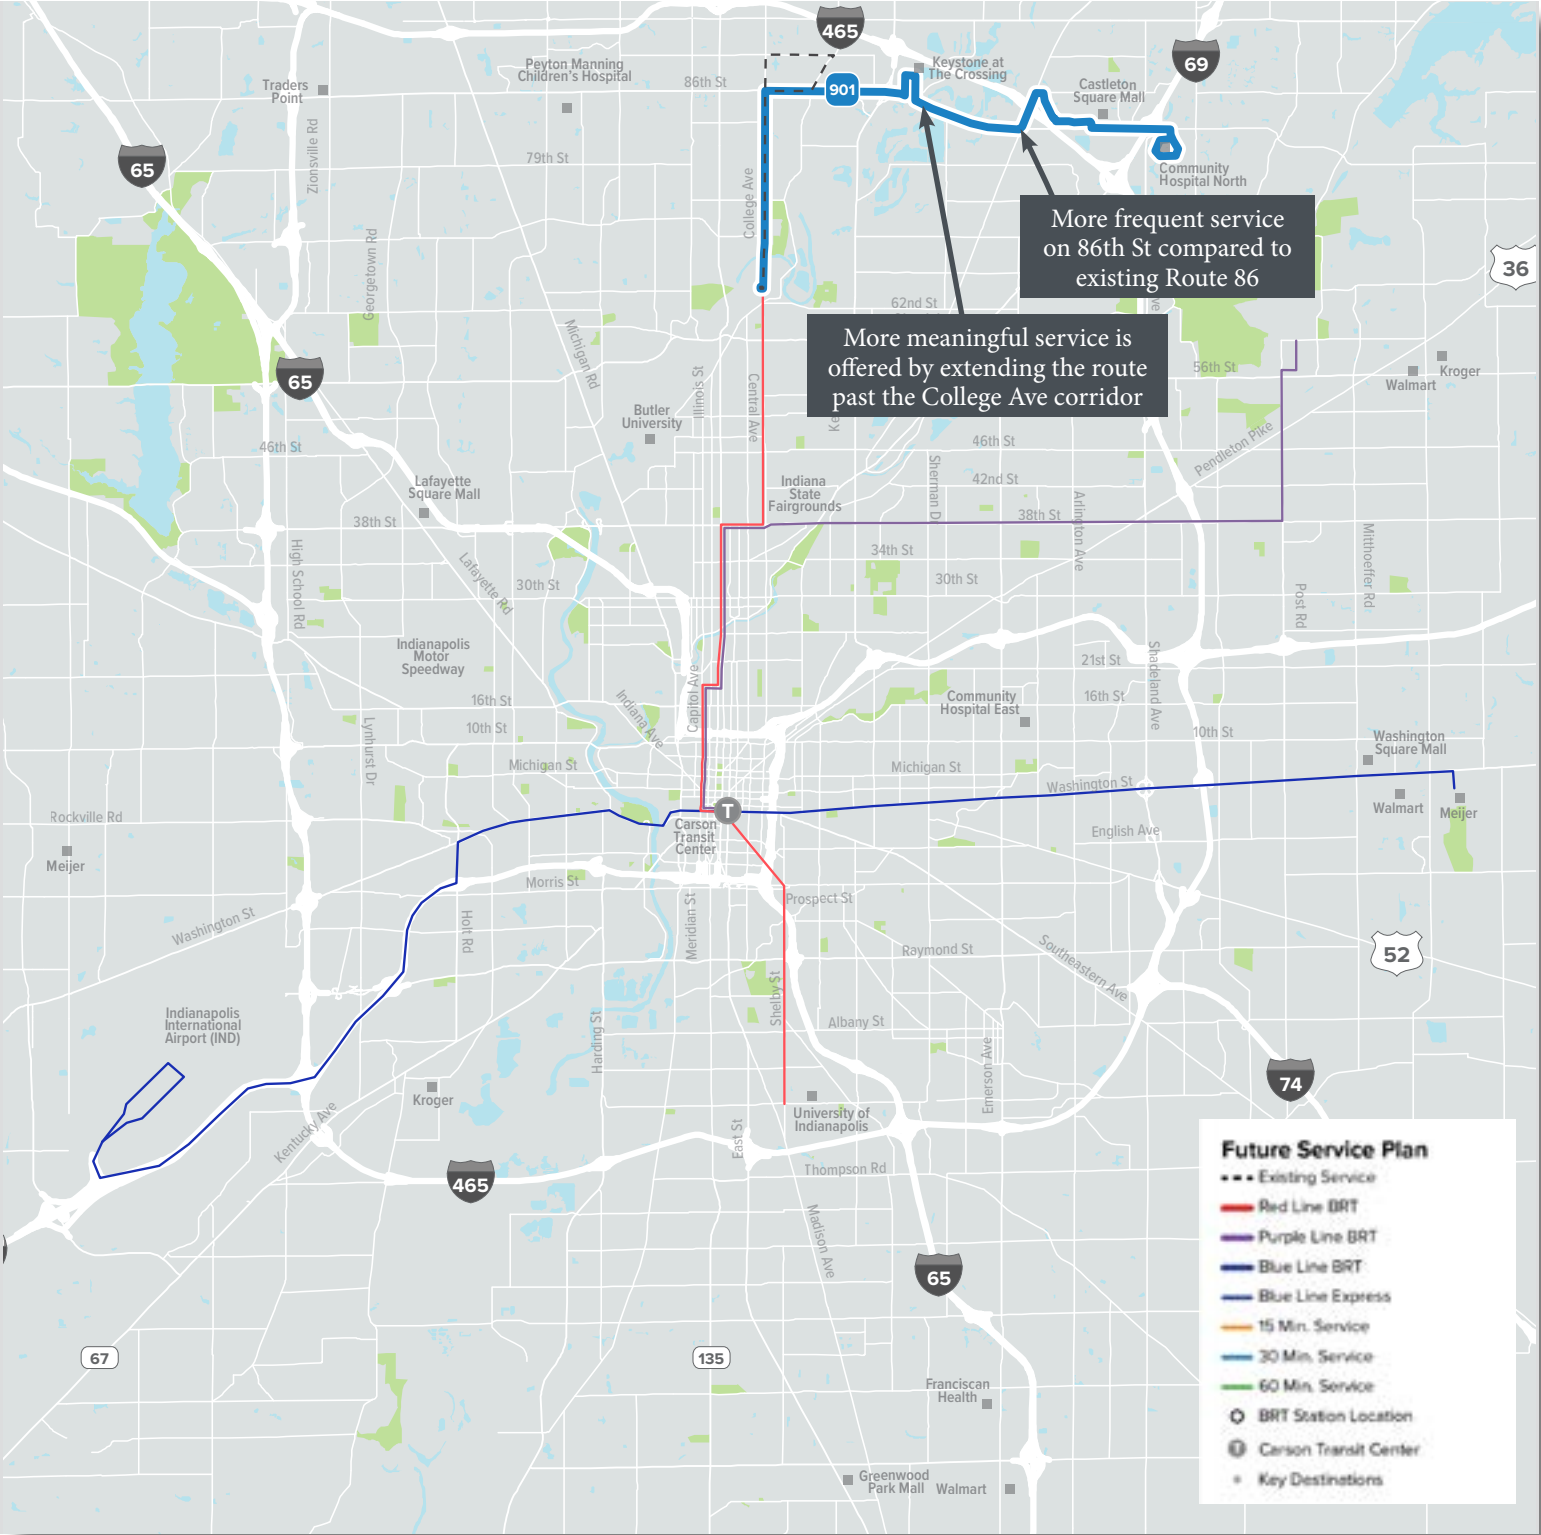 465
69
Keystone at
The Crossing
Peyton Manning
Children's Hospital
86th St
901
Castleton
Square Mall
Traders
Point
Zionsville Rd
65
79th St
College Ave
Community
Hospital North
More frequent service
on 86th St compared to
existing Route 86
36
Georgetown Rd
62nd St
Ave
More meaningful service is
offered by extending the route
past the College Ave corridor
Michigan Rd
65
Illinois St
Central Ave
Ke
56th St
Walmart
Kroger
Butler
University
46th St
46th St
Pendleton Pike
Lafayette
Square Mall
Indiana
State
Fairgrounds
Sherman D
42nd St
Arlington Ave
38th St
38th St
High School Rd
Lafayette Rd
30th St
34th St
30th St
Mitthoeffer Rd
Post Rd
Indianapolis
Motor
Speedway
21st St
Shadeland Ave
16th St
Indiana Ave
Capitol Ave
Community
Hospital East
16th St
10th St
Lynhurst Dr
10th St
Washington
Square Mall
Michigan St
Michigan St
Washington St
Walmart
Meijer
Rockville Rd
T
Carson
Transit
Center
English Ave
Meijer
Morris St
Prospect St
Washington St
Holt Rd
Meridian St
Raymond St
Southeastern Ave
52
Shelby St
Indianapolis
International
Airport (IND)
Harding St
Albany St
Emerson Ave
74
Kroger
University of
Indianapolis
Kentucky Ave
East St
Thompson Rd
465
Madison Ave
65
67
135
Franciscan
Health
Greenwood
Park Mall
Walmart
Future Service Plan
Existing Service
Red Line BRT
Purple Line BRT
Blue Line BRT
Blue Line Express
15 Min. Service
30 Min. Service
60 Min. Service
BRT Station Location
T Carson Transit Center
Key Destinations